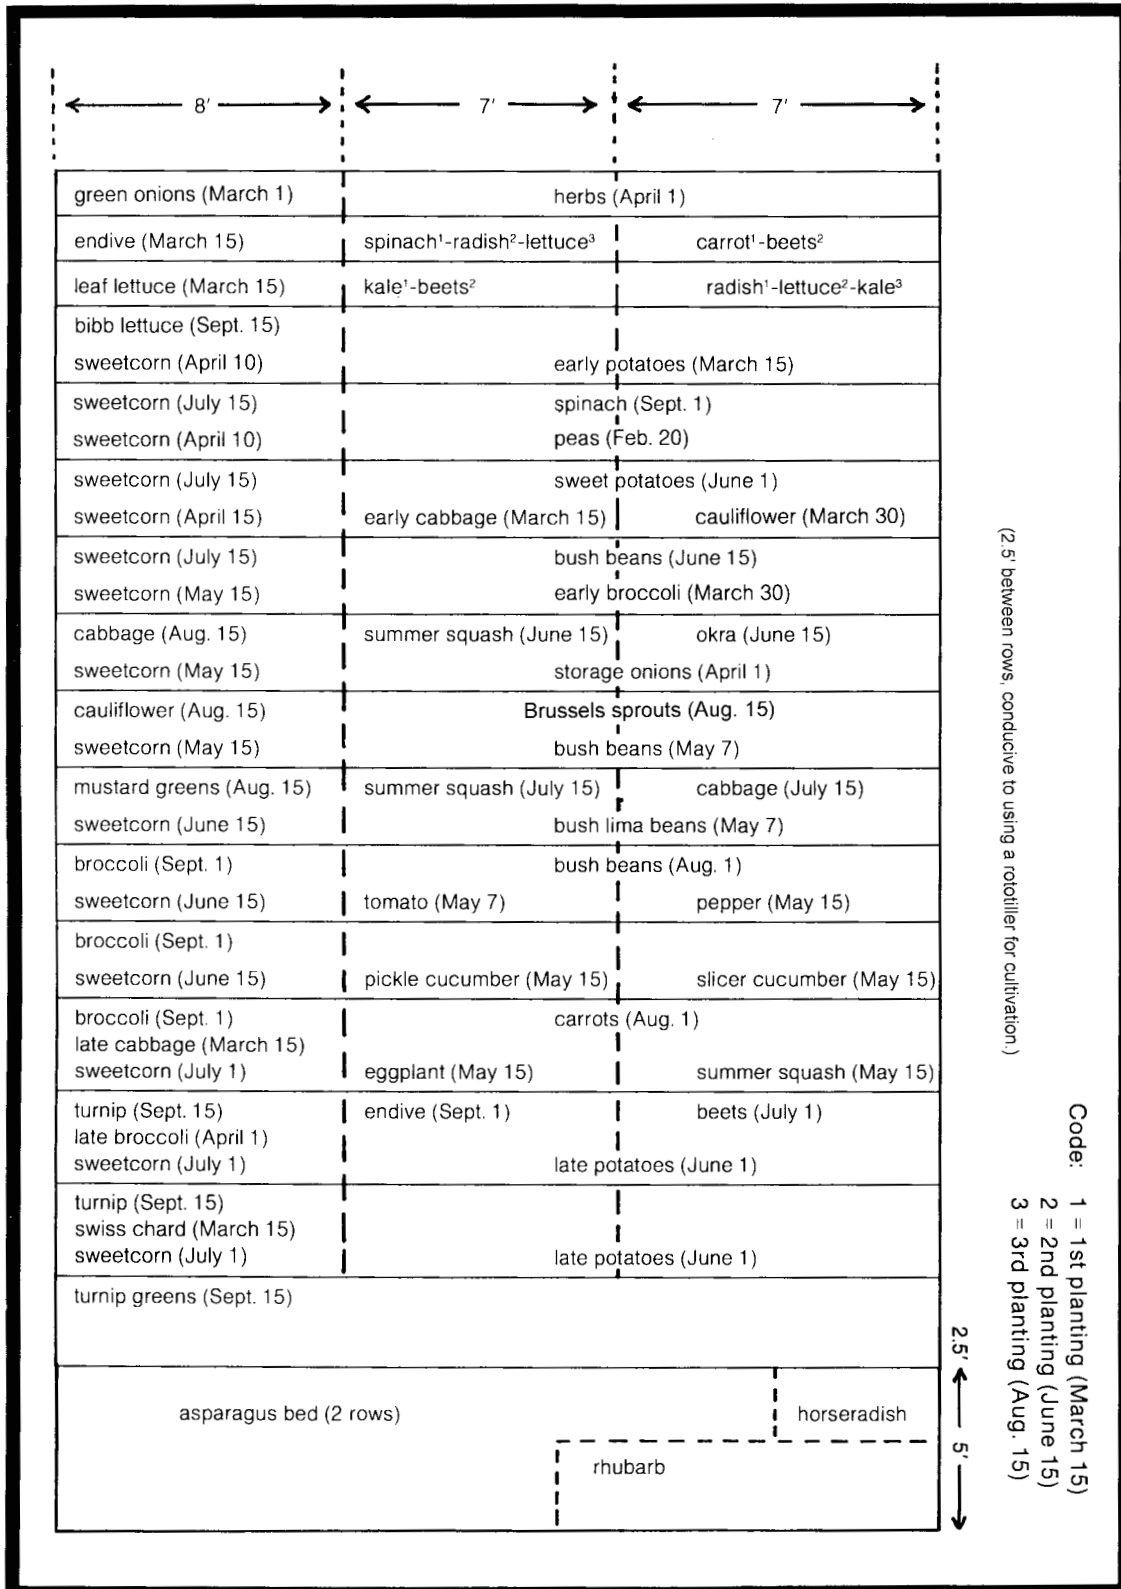 8' 7' 7'
green onions (March 1) herbs (April 1)
endive (March 15) spinach¹-radish²-lettuce³ carrot¹-beets²
leaf lettuce (March 15) kale¹-beets² radish¹-lettuce²-kale³
bibb lettuce (Sept. 15)
sweetcorn (April 10) early potatoes (March 15)
sweetcorn (July 15) spinach (Sept. 1)
sweetcorn (April 10) peas (Feb. 20)
sweetcorn (July 15) sweet potatoes (June 1)
sweetcorn (April 15) early cabbage (March 15) cauliflower (March 30)
sweetcorn (July 15) bush beans (June 15)
sweetcorn (May 15) early broccoli (March 30)
cabbage (Aug. 15) summer squash (June 15) okra (June 15)
sweetcorn (May 15) storage onions (April 1)
cauliflower (Aug. 15) Brussels sprouts (Aug. 15)
sweetcorn (May 15) bush beans (May 7)
mustard greens (Aug. 15) summer squash (July 15) cabbage (July 15)
sweetcorn (June 15) bush lima beans (May 7)
broccoli (Sept. 1) bush beans (Aug. 1)
sweetcorn (June 15) tomato (May 7) pepper (May 15)
broccoli (Sept. 1)
sweetcorn (June 15) pickle cucumber (May 15) slicer cucumber (May 15)
broccoli (Sept. 1) carrots (Aug. 1)
late cabbage (March 15)
sweetcorn (July 1) eggplant (May 15) summer squash (May 15)
turnip (Sept. 15) endive (Sept. 1) beets (July 1)
late broccoli (April 1)
sweetcorn (July 1) late potatoes (June 1)
turnip (Sept. 15)
swiss chard (March 15)
sweetcorn (July 1) late potatoes (June 1)
turnip greens (Sept. 15)
asparagus bed (2 rows) horseradish
rhubarb
2.5'
5'
(2.5' between rows, conducive to using a rototiller for cultivation.)
Code: 1 = 1st planting (March 15)
2 = 2nd planting (June 15)
3 = 3rd planting (Aug. 15)